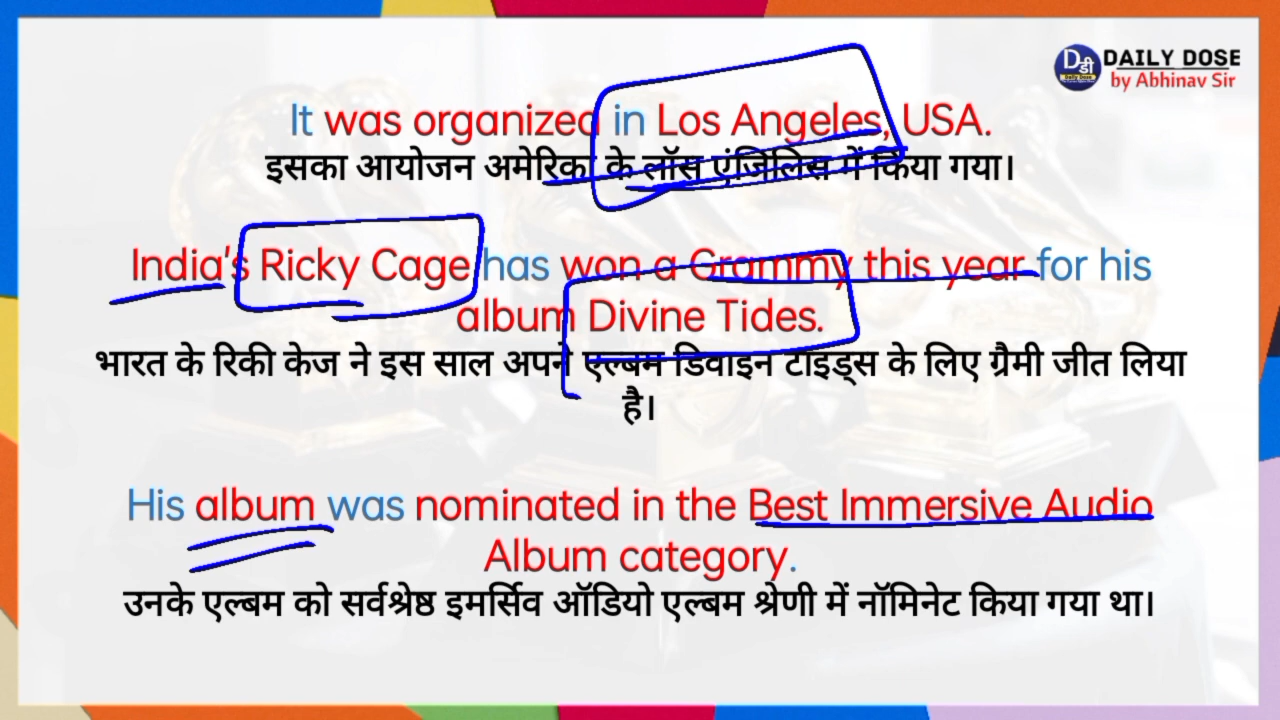 DAILY DOSE
by Abhinav Sir
It was organized in Los Angeles, USA.
इसका आयोजन अमेरिका के लॉस एंजिलिस में किया गया।
India's Ricky Cage has won a Grammy this year for his
album Divine Tides.
भारत के रिकी केज ने इस साल अपने एल्बम डिवाइन टाइड्स के लिए ग्रैमी जीत लिया
है।
His album was nominated in the Best Immersive Audio
Album category.
उनके एल्बम को सर्वश्रेष्ठ इमर्सिव ऑडियो एल्बम श्रेणी में नॉमिनेट किया गया था।